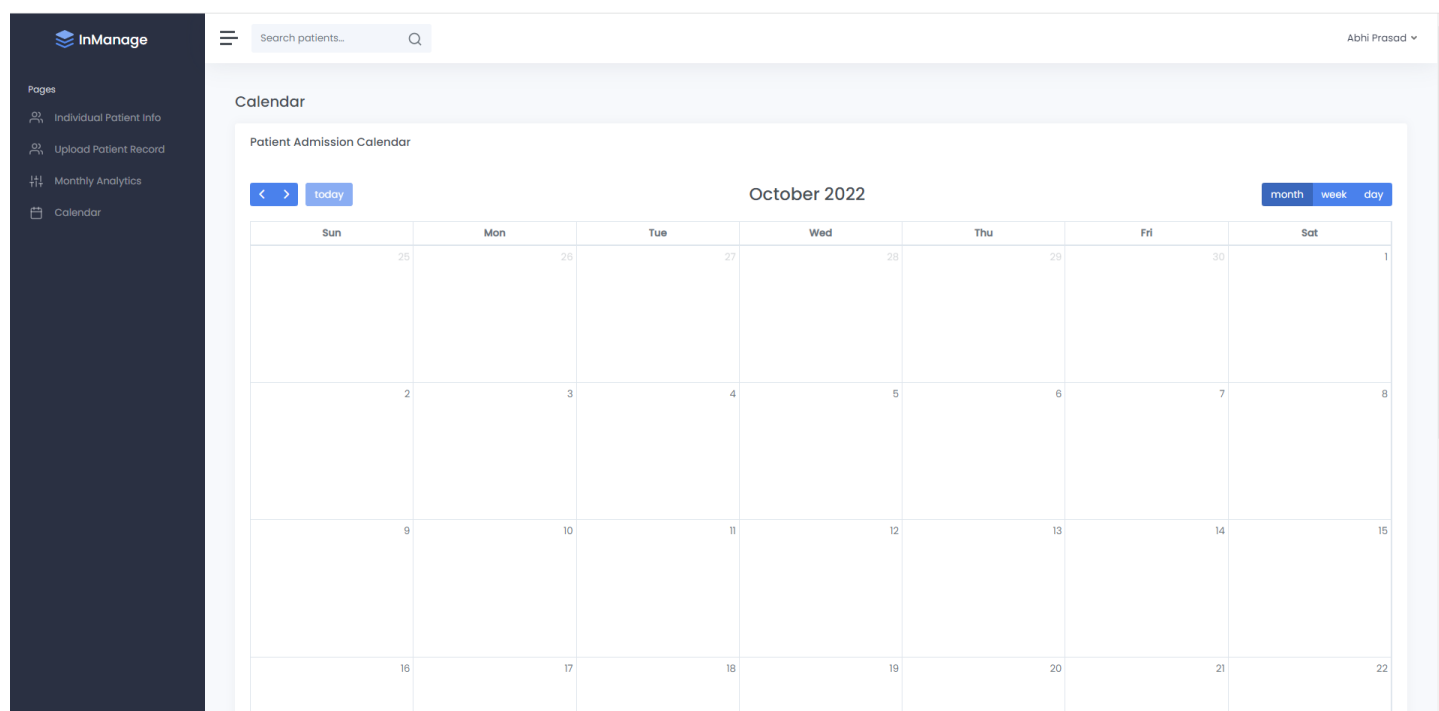 InManage
Search patients...
Abhi Prasad
Pages
Individual Patient Info
Upload Patient Record
Monthly Analytics
Calendar
Calendar
Patient Admission Calendar
today
October 2022
month week day
Sun Mon Tue Wed Thu Fri Sat
25 26 27 28 29 30 1
2 3 4 5 6 7 8
9 10 11 12 13 14 15
16 17 18 19 20 21 22